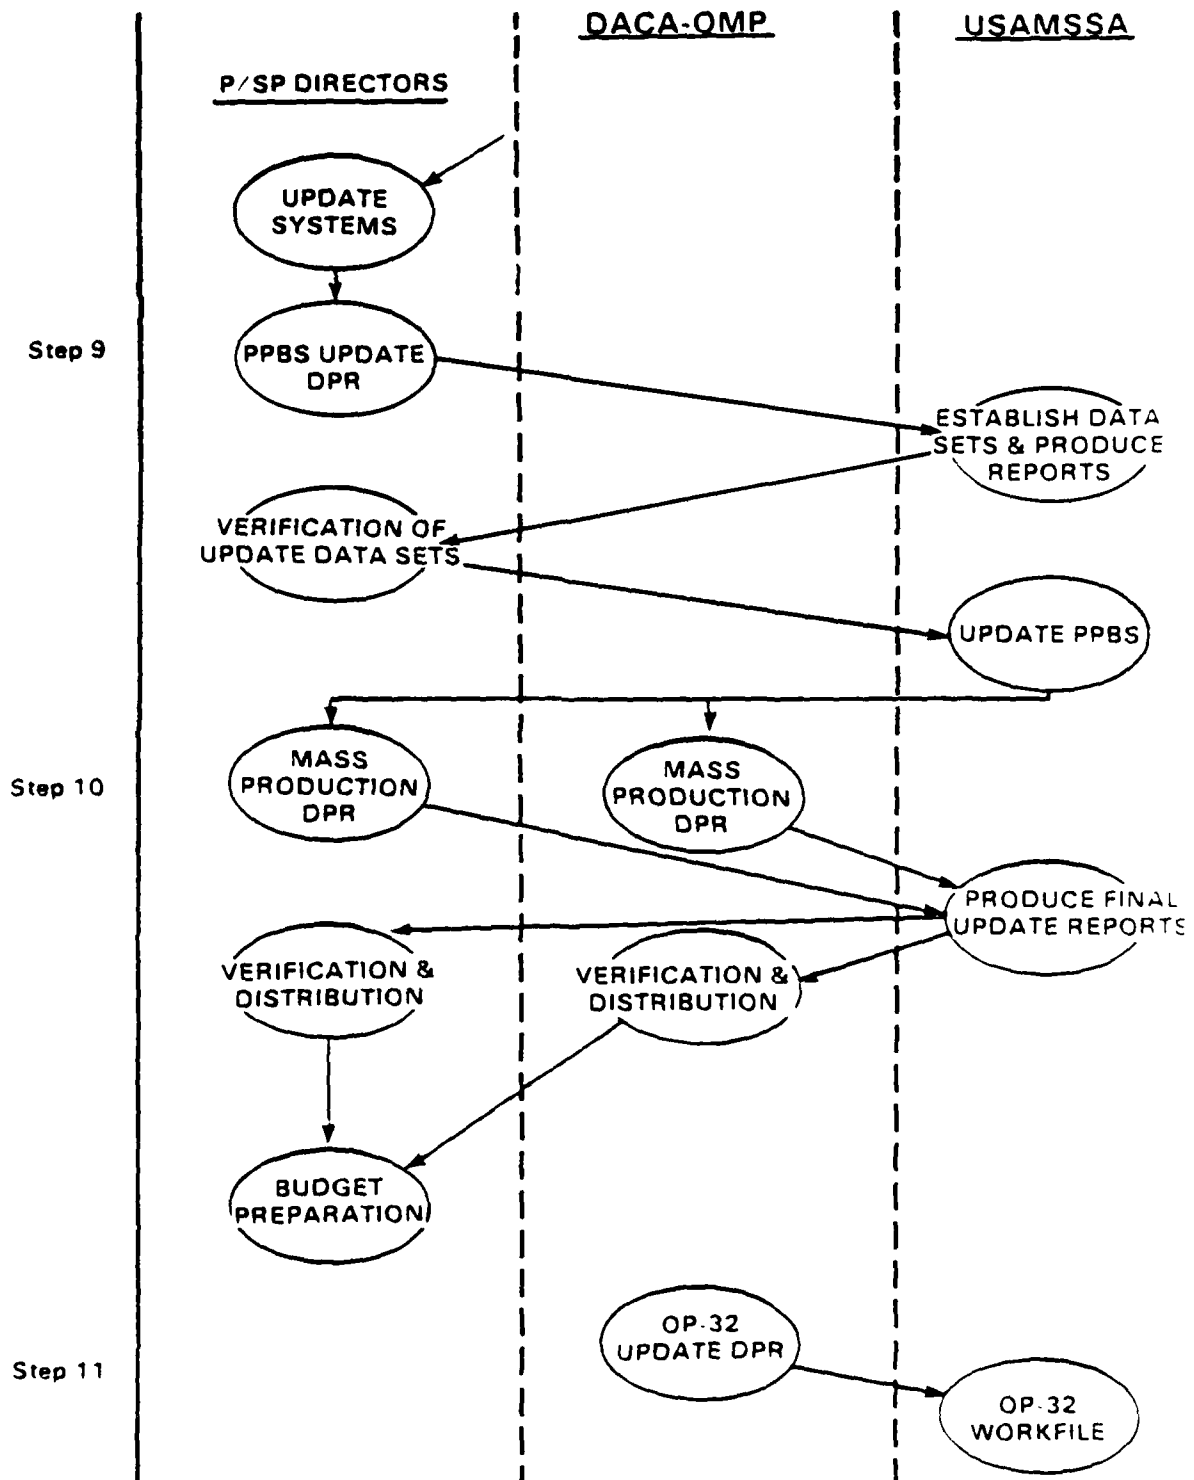 DACA-OMP
USAMSSA
P/SP DIRECTORS
UPDATE
SYSTEMS
Step 9
PPBS UPDATE
DPR
ESTABLISH DATA
SETS & PRODUCE
REPORTS
VERIFICATION OF
UPDATE DATA SETS
UPDATE PPBS
Step 10
MASS
PRODUCTION
DPR
MASS
PRODUCTION
DPR
PRODUCE FINAL
UPDATE REPORTS
VERIFICATION &
DISTRIBUTION
VERIFICATION &
DISTRIBUTION
BUDGET
PREPARATION
Step 11
OP-32
UPDATE DPR
OP-32
WORKFILE